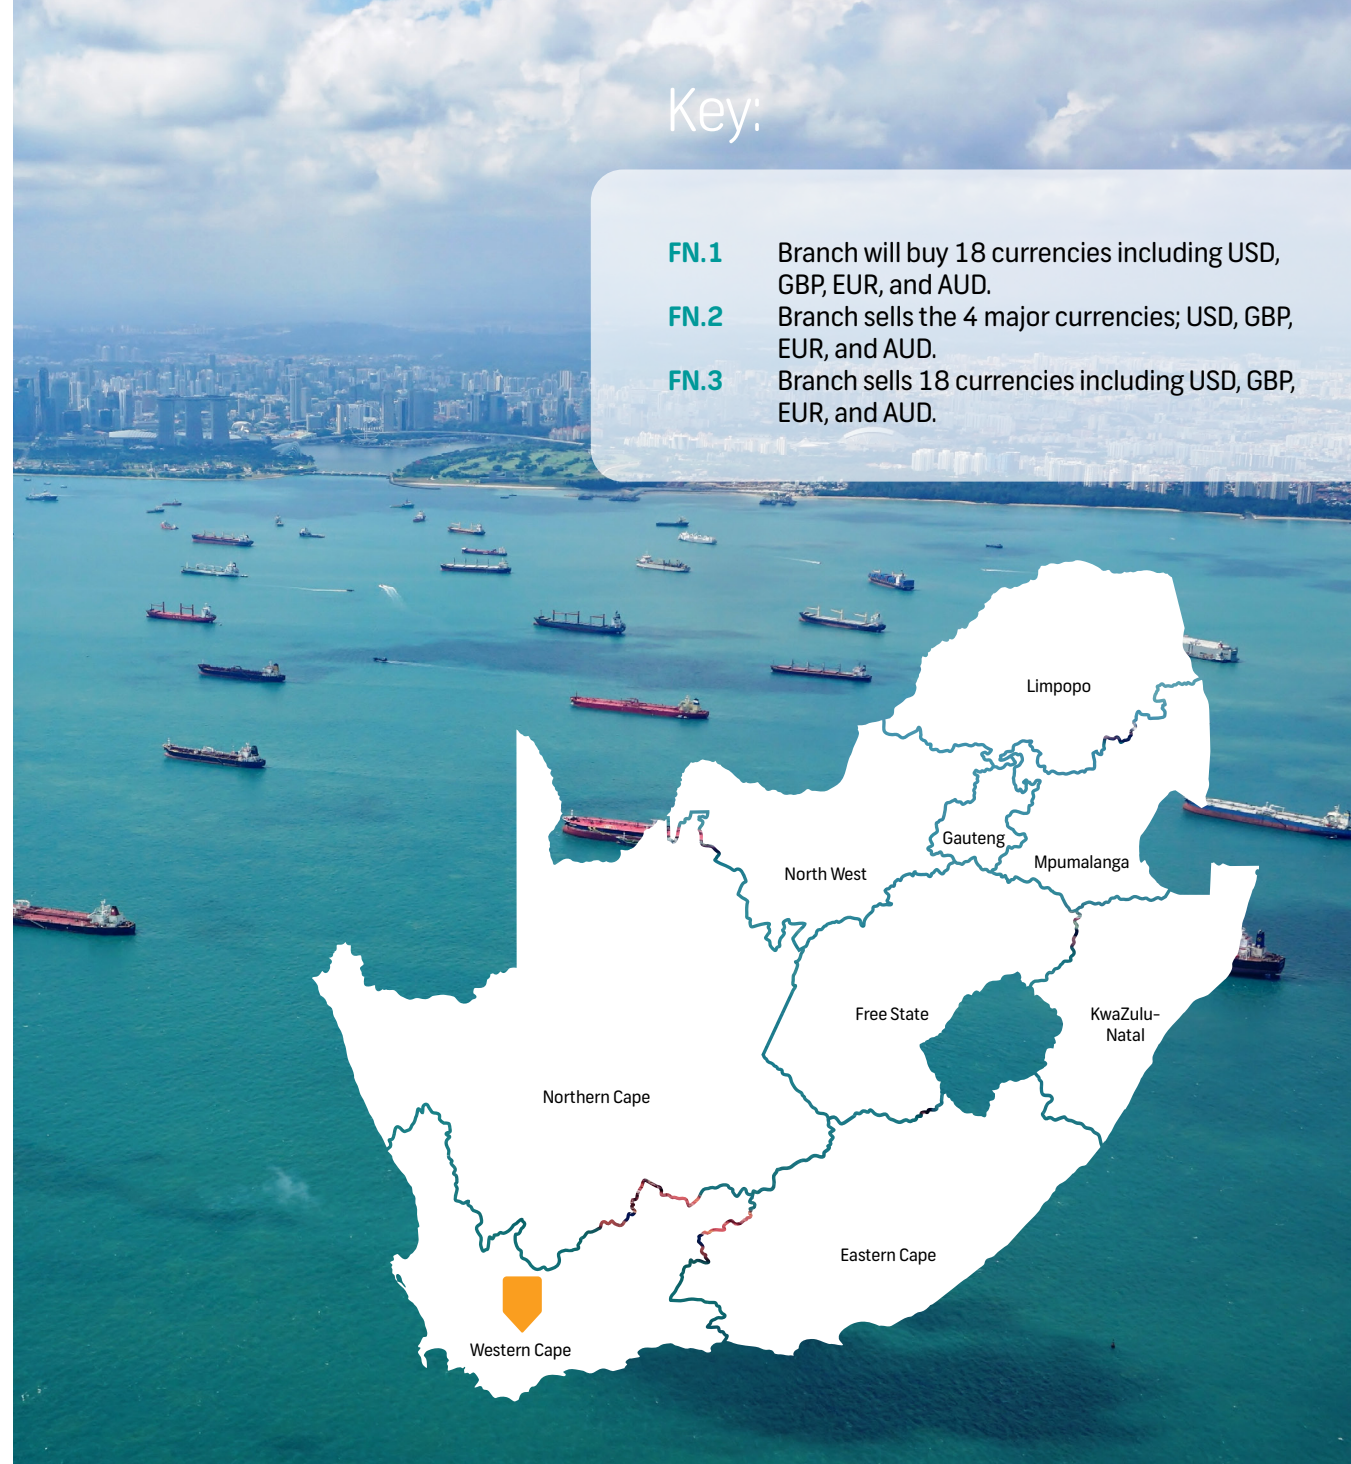 Key:
FN.1 Branch will buy 18 currencies including USD,
GBP, EUR, and AUD.
FN.2 Branch sells the 4 major currencies; USD, GBP,
EUR, and AUD.
FN.3 Branch sells 18 currencies including USD, GBP,
EUR, and AUD.
Limpopo
Gauteng
Mpumalanga
North West
Free State
KwaZulu-
Natal
Northern Cape
Eastern Cape
Western Cape